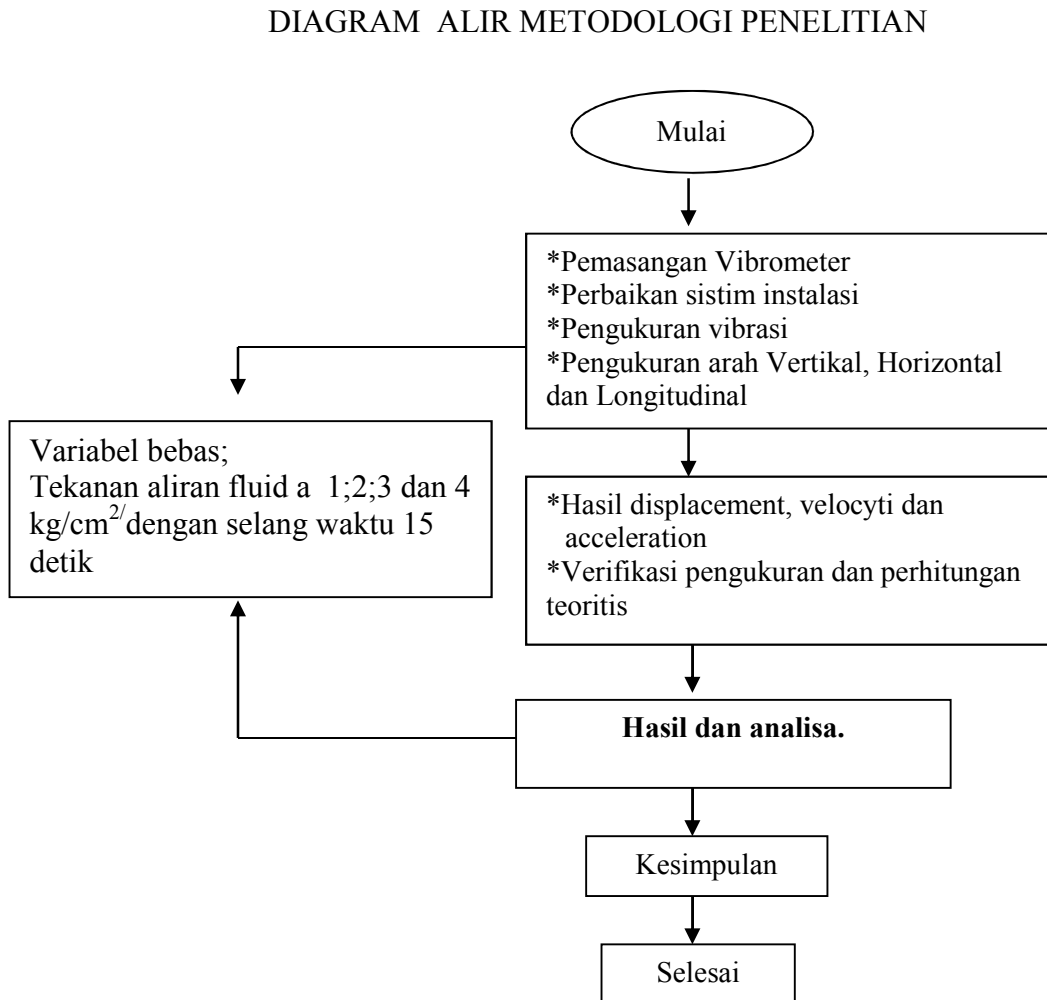 DIAGRAM ALIR METODOLOGI PENELITIAN
Mulai
*Pemasangan Vibrometer
*Perbaikan sistim instalasi
*Pengukuran vibrasi
*Pengukuran arah Vertikal, Horizontal
dan Longitudinal
Variabel bebas;
Tekanan aliran fluid a 1;2;3 dan 4
kg/cm²/dengan selang waktu 15
detik
*Hasil displacement, velocyti dan
acceleration
*Verifikasi pengukuran dan perhitungan
teoritis
Hasil dan analisa.
Kesimpulan
Selesai